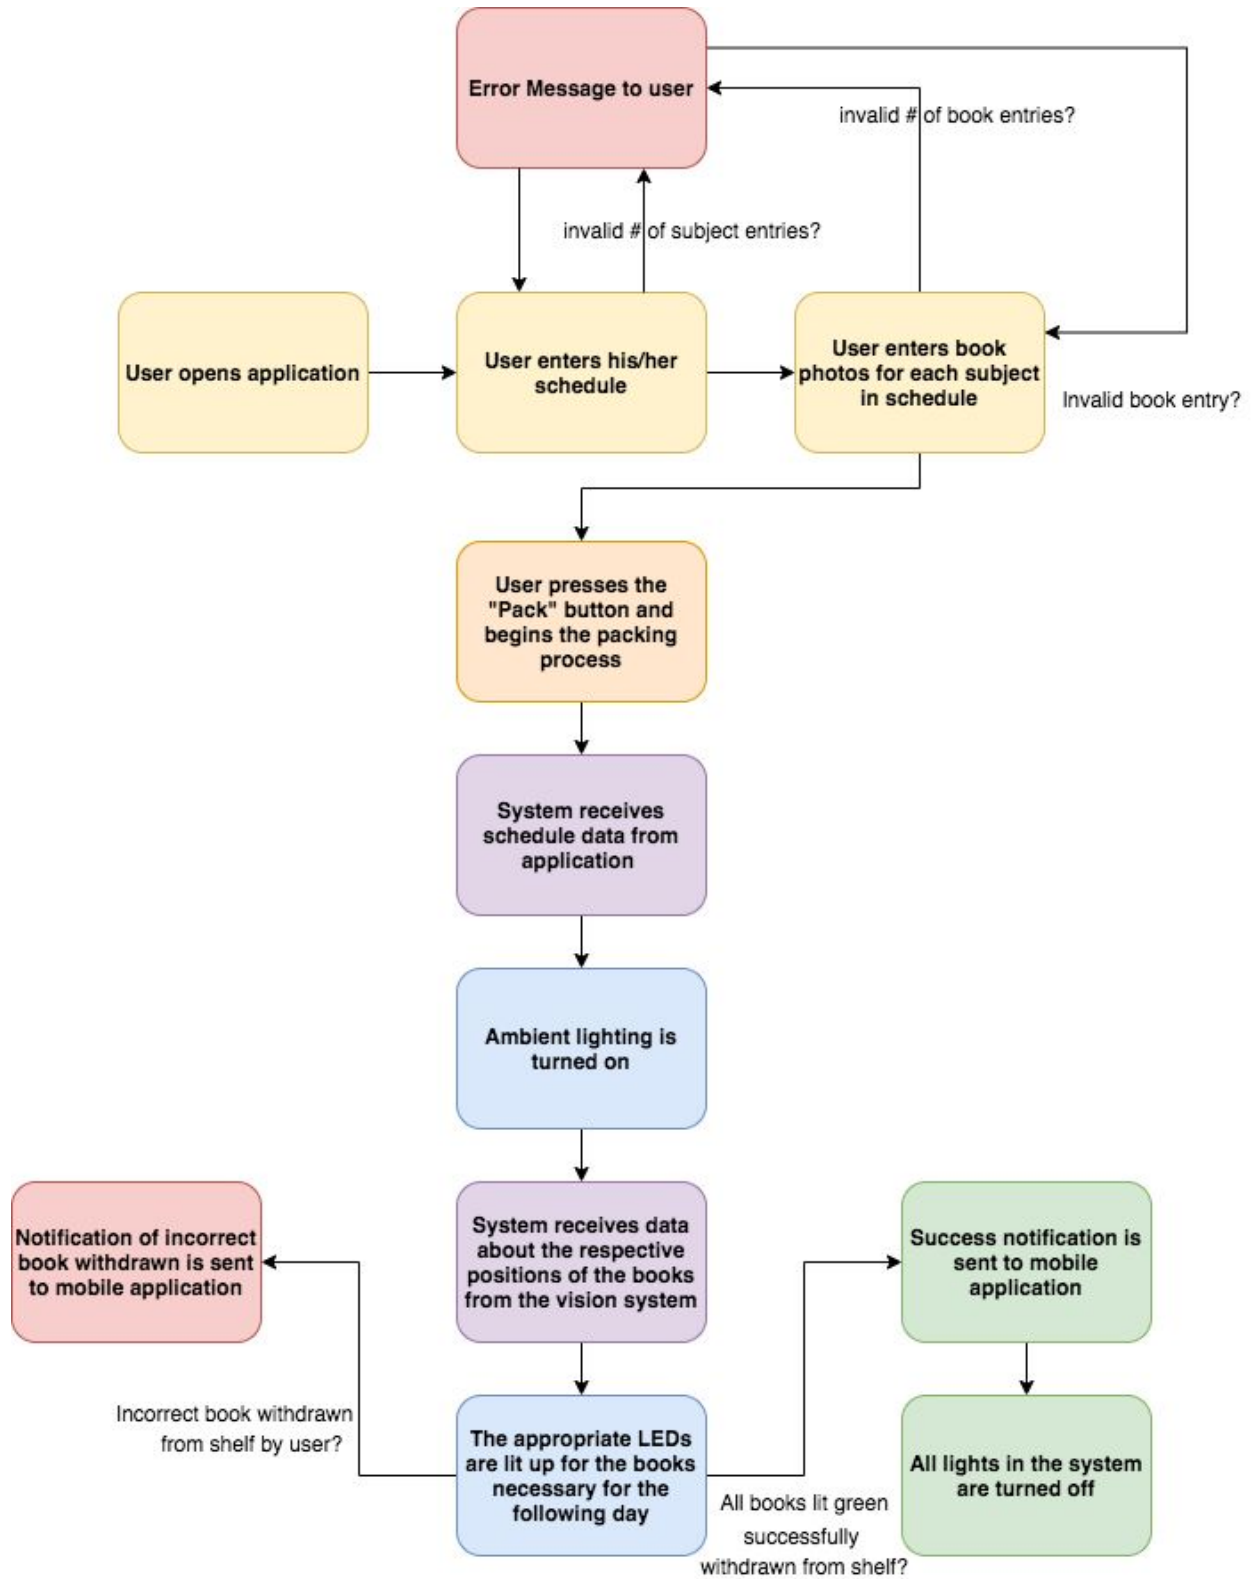 Error Message to user
invalid # of book entries?
invalid # of subject entries?
User opens application
User enters his/her
schedule
User enters book
photos for each subject
in schedule
Invalid book entry?
User presses the
"Pack" button and
begins the packing
process
System receives
schedule data from
application
Ambient lighting is
turned on
Notification of incorrect
book withdrawn is sent
to mobile application
System receives data
about the respective
positions of the books
from the vision system
Success notification is
sent to mobile
application
Incorrect book withdrawn
from shelf by user?
The appropriate LEDs
are lit up for the books
necessary for the
following day
All books lit green
successfully
withdrawn from shelf?
All lights in the system
are turned off